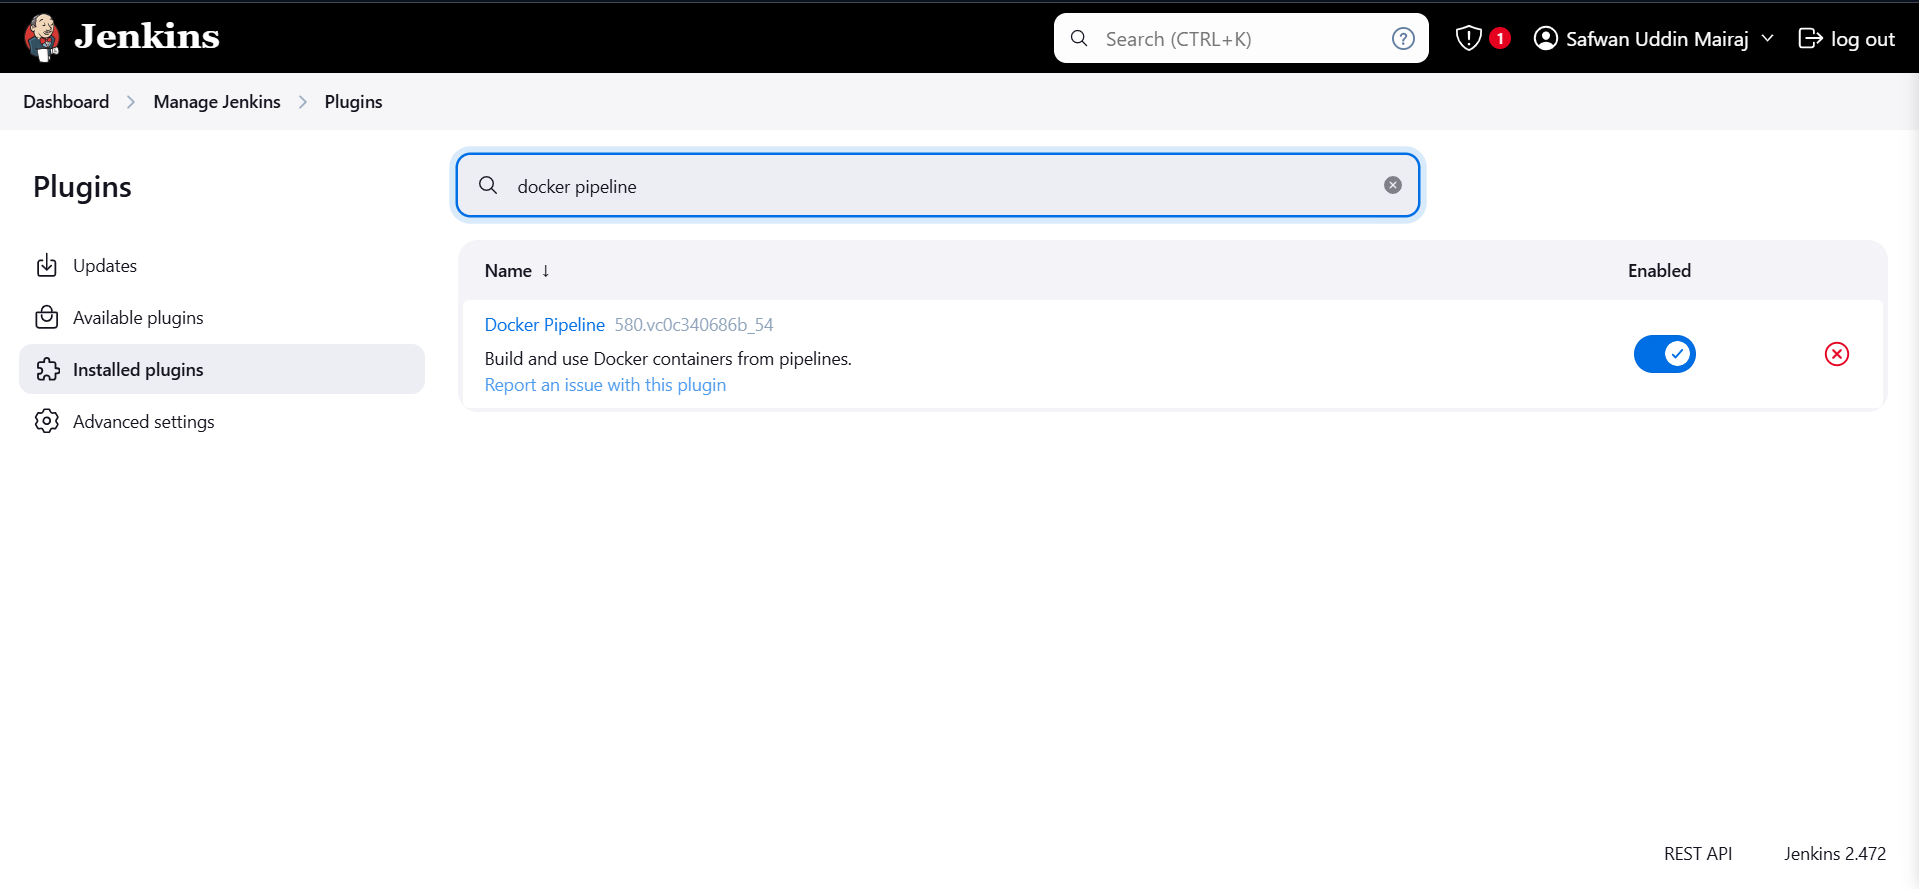 Jenkins
Search (CTRL+K)
1
Safwan Uddin Mairaj
log out
Dashboard
Manage Jenkins
Plugins
Plugins
docker pipeline
Updates
Available plugins
Installed plugins
Advanced settings
Name ↓
Enabled
Docker Pipeline 580.vc0c340686b_54
Build and use Docker containers from pipelines.
Report an issue with this plugin
REST API
Jenkins 2.472